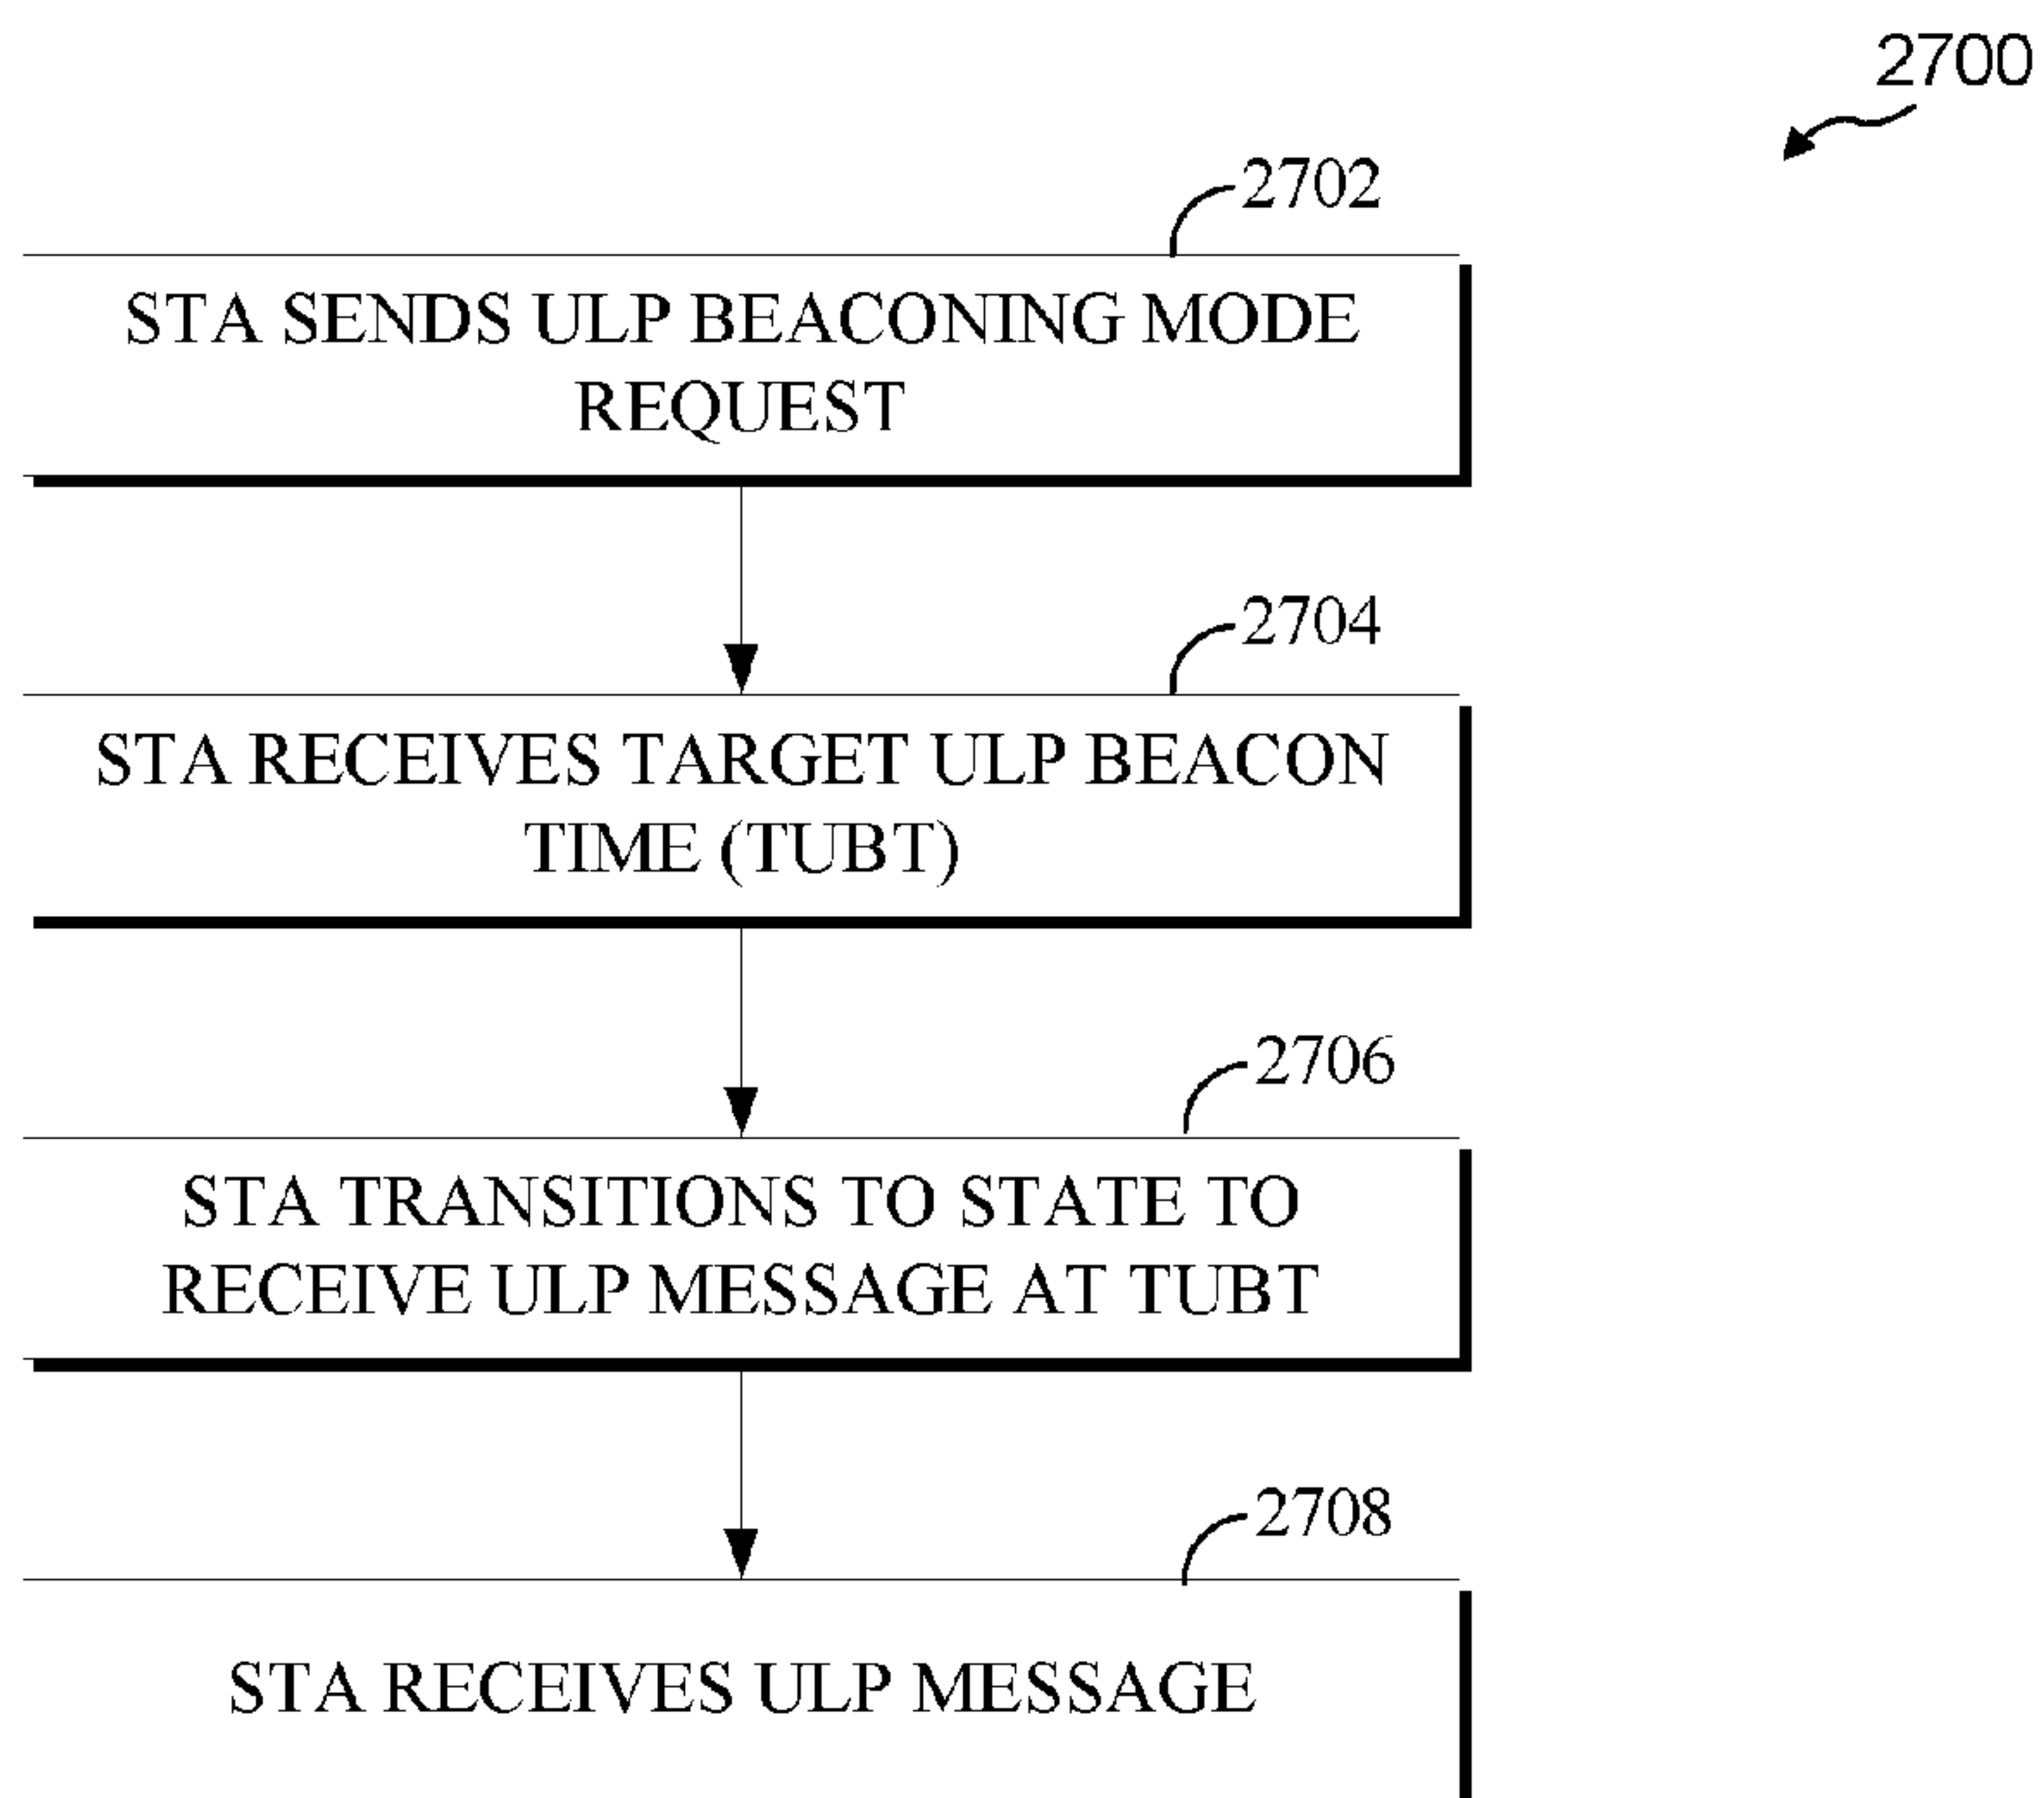 2700
2702
STA SENDS ULP BEACONING MODE
REQUEST
2704
STA RECEIVES TARGET ULP BEACON
TIME (TUBT)
2706
STA TRANSITIONS TO STATE TO
RECEIVE ULP MESSAGE AT TUBT
2708
STA RECEIVES ULP MESSAGE